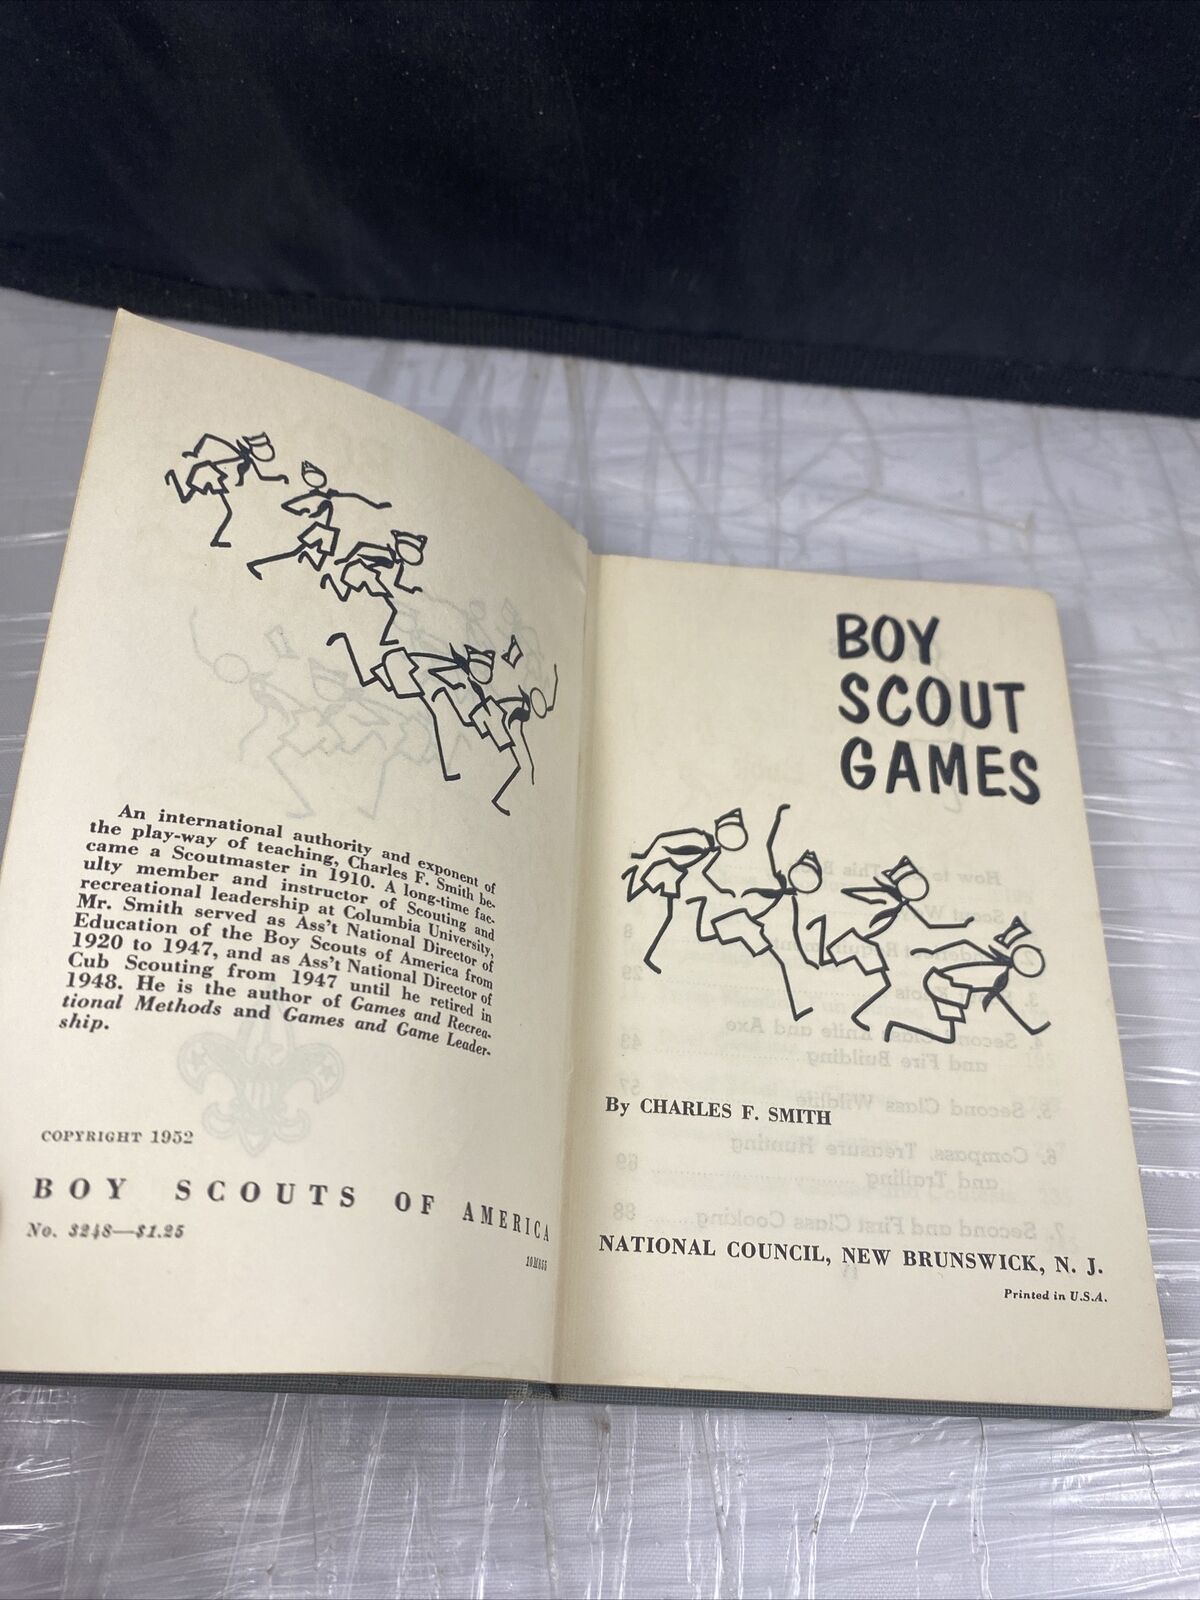 An international authority and exponent of
the play-way of teaching, Charles F. Smith be-
came a Scoutmaster in 1910. A long-time fac-
ulty member and instructor of Scouting and
recreational leadership at Columbia University,
Mr. Smith served as Ass't National Director of
Education of the Boy Scouts of America from
1920 to 1947, and as Ass't National Director of
Cub Scouting from 1947 until he retired in
1948. He is the author of Games and Recrea-
tional Methods and Games and Game Leader-
ship.
COPYRIGHT 1952
BOY SCOUTS OF AMERICA
No. 3248—$1.25
BOY
SCOUT
GAMES
By CHARLES F. SMITH
NATIONAL COUNCIL, NEW BRUNSWICK, N. J.
Printed in U.S.A.